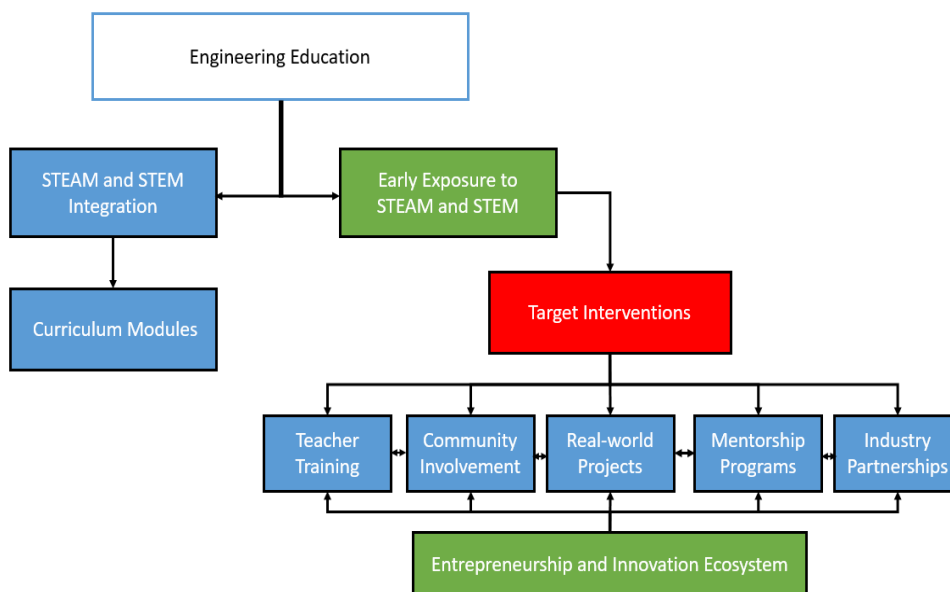 Engineering Education
STEAM and STEM
Integration
Early Exposure to
STEAM and STEM
Curriculum Modules
Target Interventions
Teacher
Training
Community
Involvement
Real-world
Projects
Mentorship
Programs
Industry
Partnerships
Entrepreneurship and Innovation Ecosystem